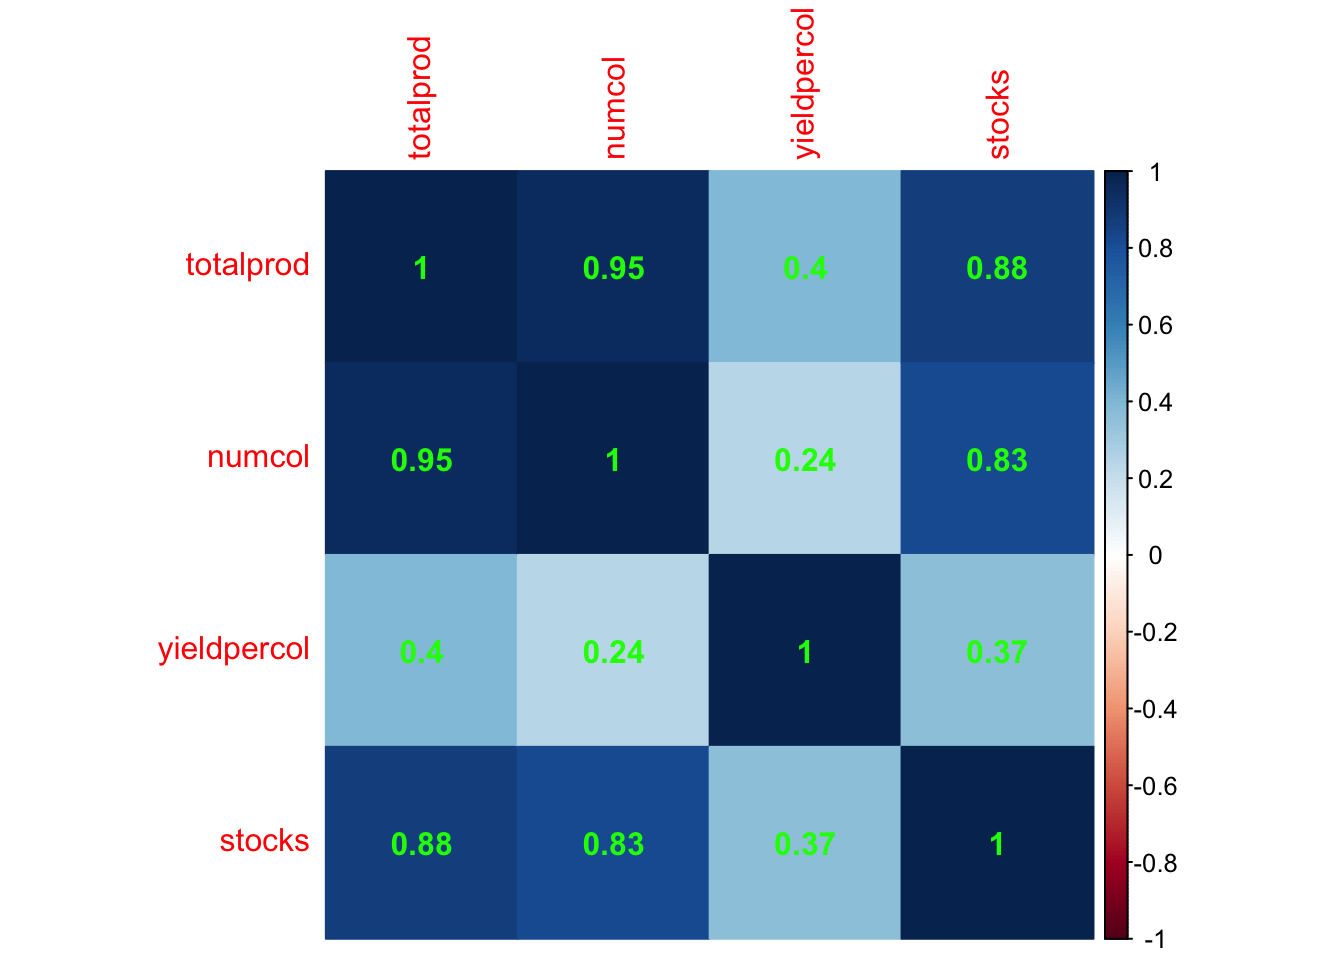 totalprod numcol yieldpercol stocks
totalprod 1 0.95 0.4 0.88
numcol 0.95 1 0.24 0.83
yieldpercol 0.4 0.24 1 0.37
stocks 0.88 0.83 0.37 1
1
0.8
0.6
0.4
0.2
0
-0.2
-0.4
-0.6
-0.8
-1